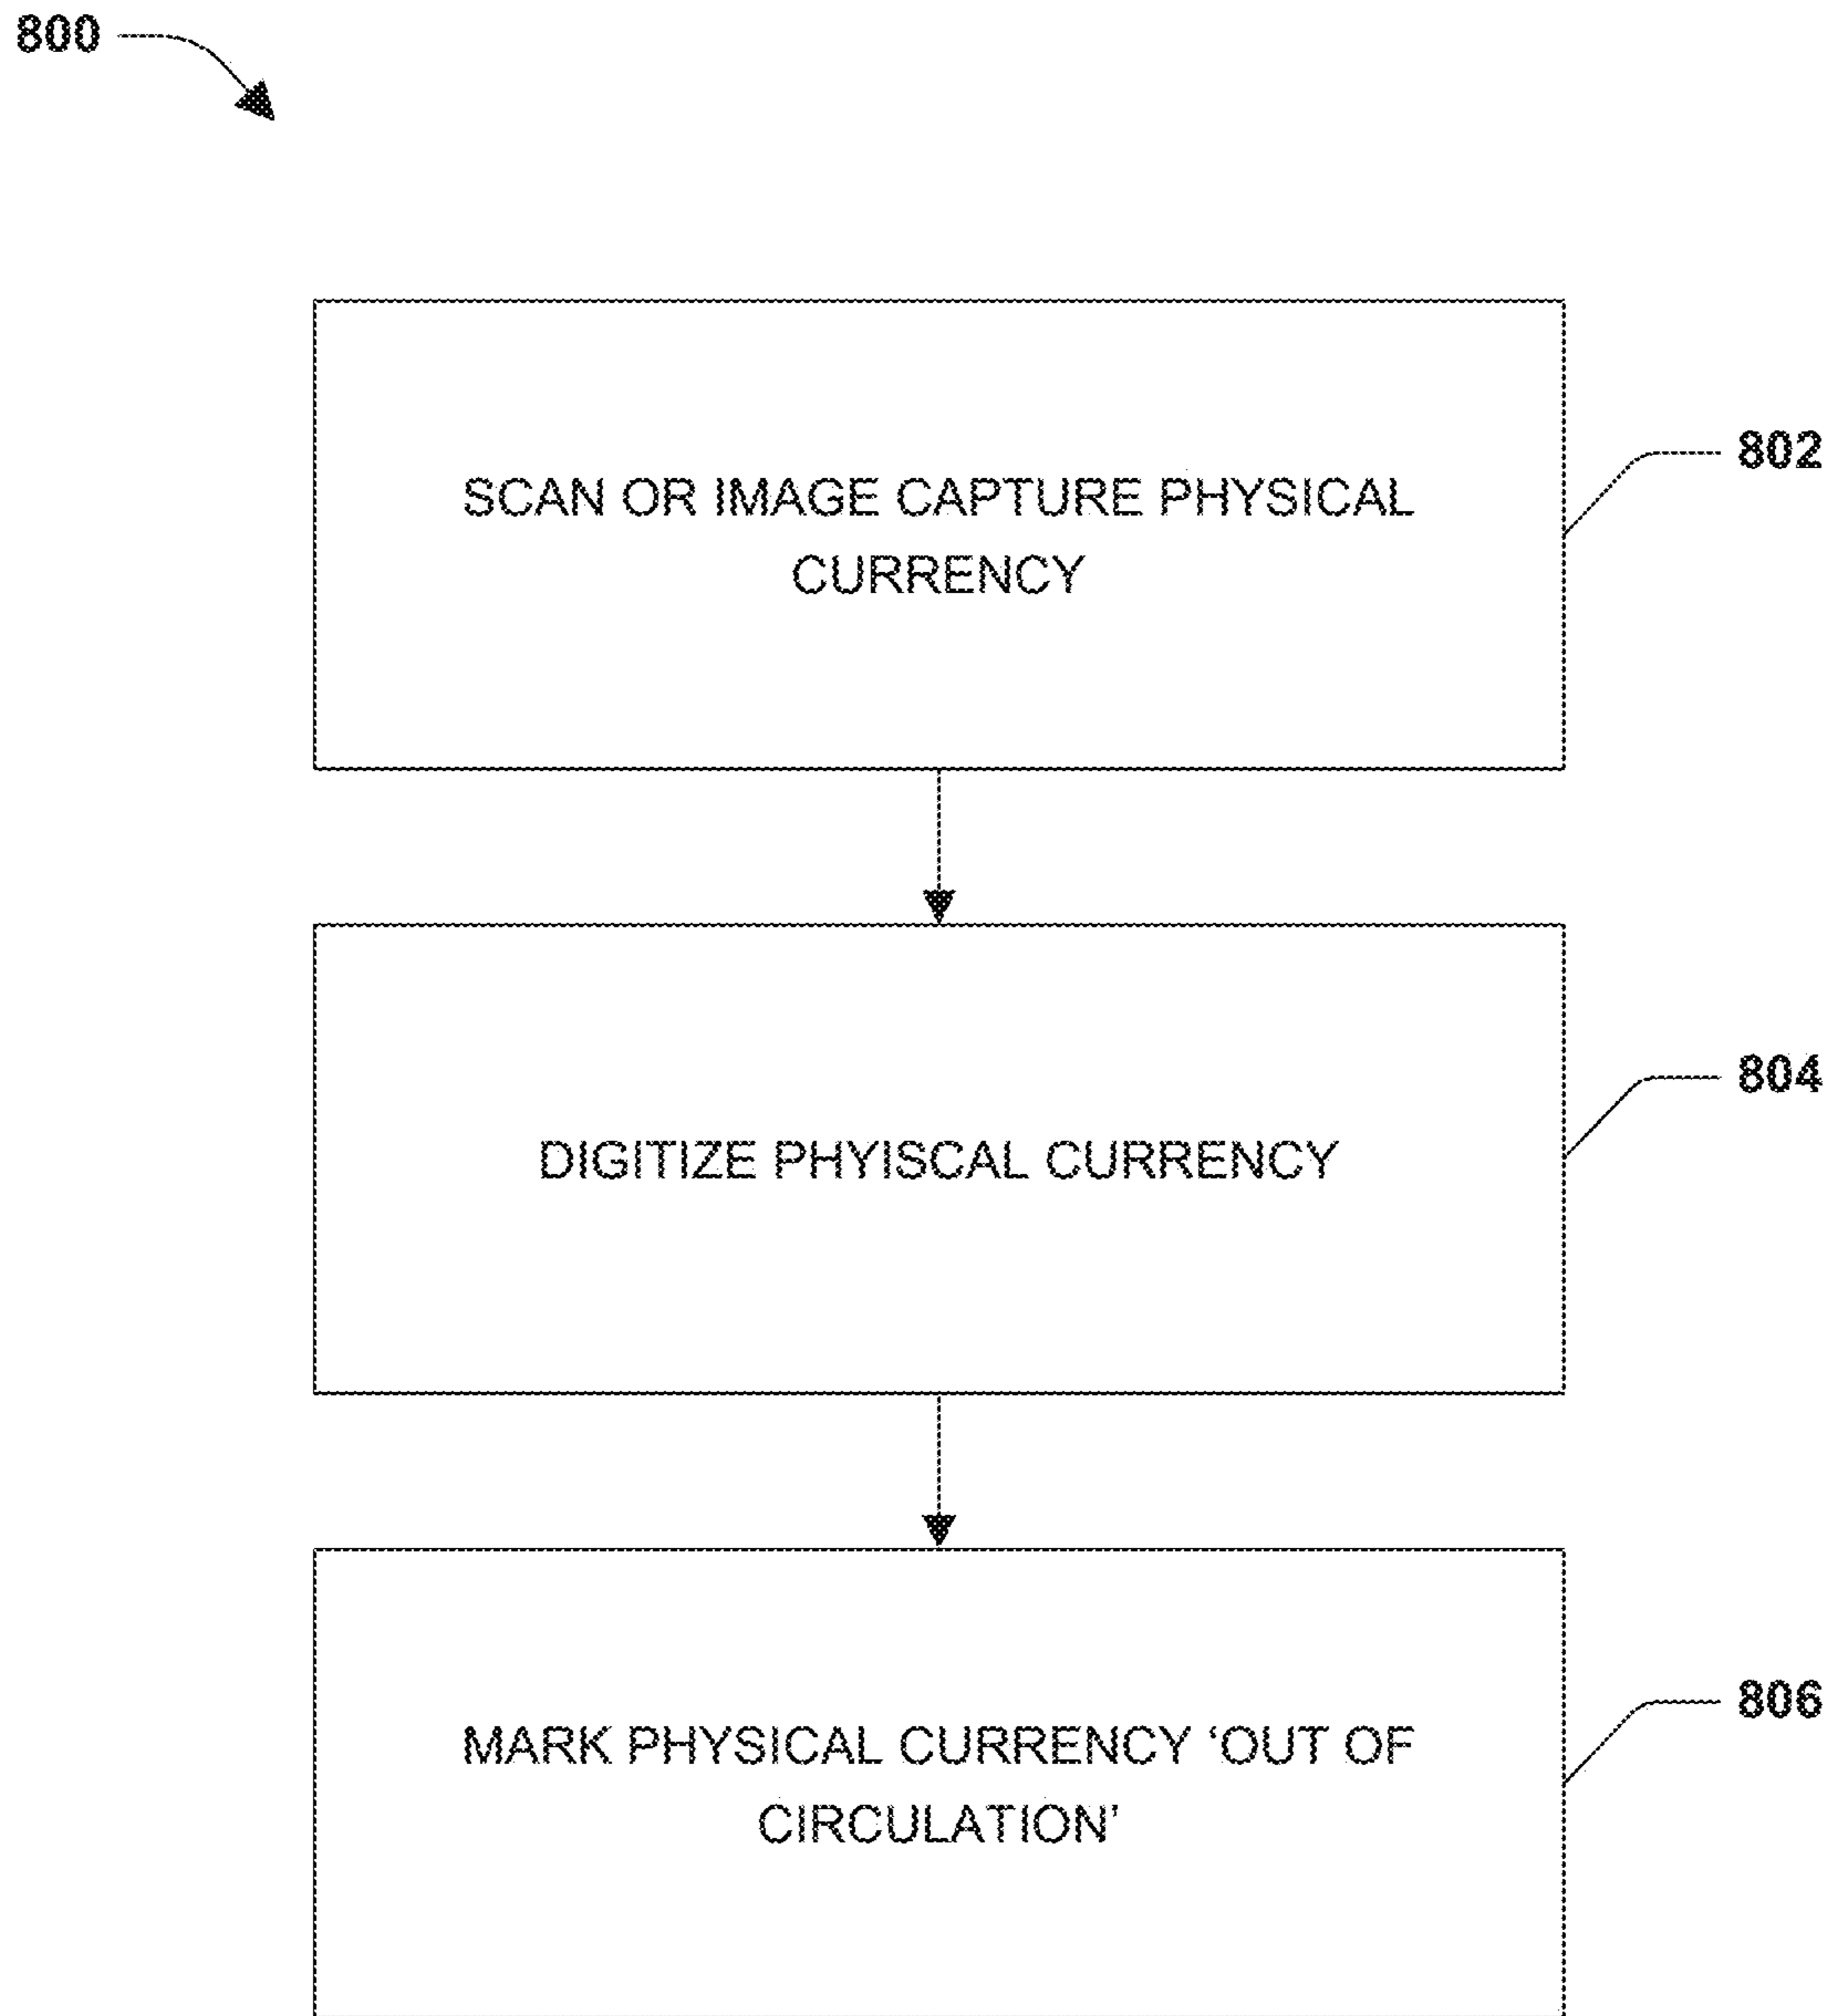 800
SCAN OR IMAGE CAPTURE PHYSICAL
CURRENCY
802
DIGITIZE PHYISCAL CURRENCY
804
MARK PHYSICAL CURRENCY ‘OUT OF
CIRCULATION’
806